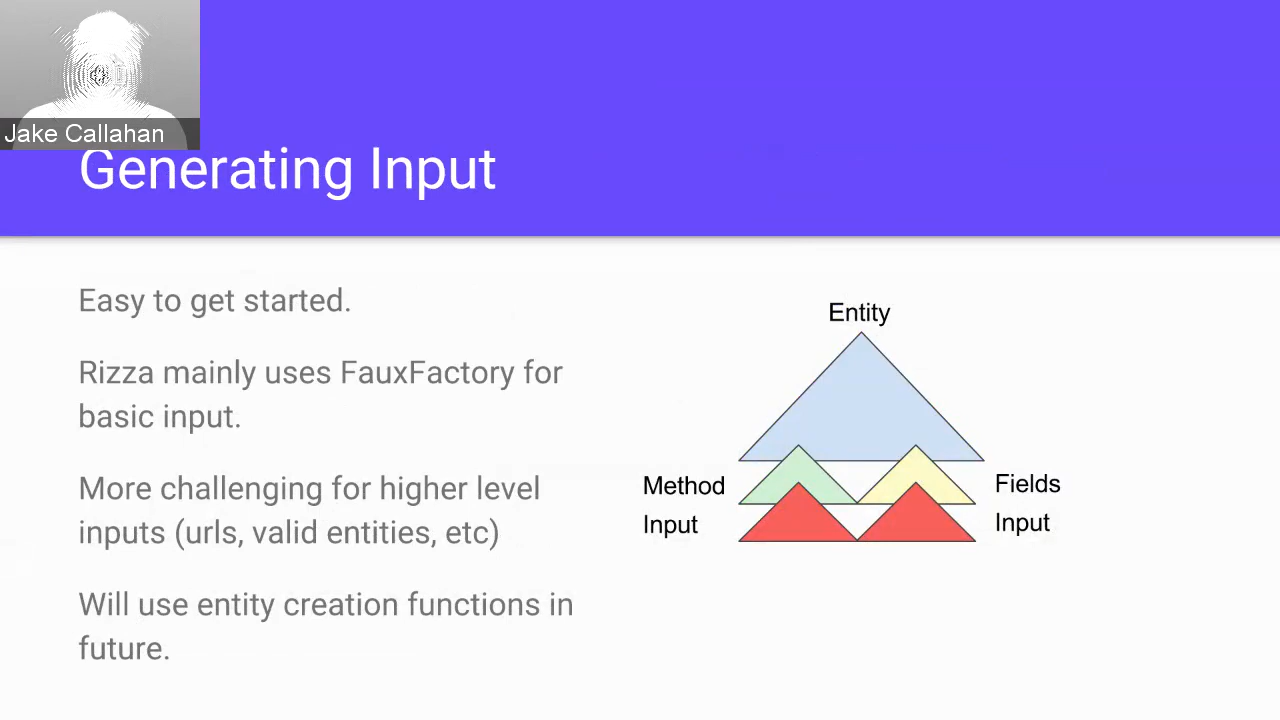 Jake Callahan
Generating Input
Easy to get started.
Rizza mainly uses FauxFactory for
basic input.
More challenging for higher level
inputs (urls, valid entities, etc)
Will use entity creation functions in
future.
Entity
Method
Input
Fields
Input